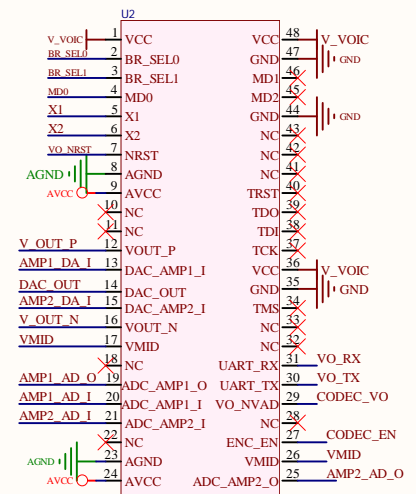 U2
V_VOIC 1 VCC VCC 48 V_VOIC
BR_SEL0 2 BR_SEL0 GND 47 GND
BR_SEL1 3 BR_SEL1 MD1 46
MD0 4 MD0 MD2 45
X1 5 X1 GND 44 GND
X2 6 X2 NC 43
VO_NRST 7 NRST NC 42
AGND 8 AGND NC 41
AVCC 9 AVCC TRST 40
10 NC TDO 39
11 NC TDI 38
V_OUT_P 12 VOUT_P TCK 37
AMP1_DA_I 13 DAC_AMP1_I VCC 36 V_VOIC
DAC_OUT 14 DAC_OUT GND 35 GND
AMP2_DA_I 15 DAC_AMP2_I TMS 34
V_OUT_N 16 VOUT_N NC 33
VMID 17 VMID NC 32
18 NC UART_RX 31 VO_RX
AMP1_AD_O 19 ADC_AMP1_O UART_TX 30 VO_TX
AMP1_AD_I 20 ADC_AMP1_I VO_NVAD 29 CODEC_VO
AMP2_AD_I 21 ADC_AMP2_I NC 28
22 NC ENC_EN 27 CODEC_EN
AGND 23 AGND VMID 26 VMID
AVCC 24 AVCC ADC_AMP2_O 25 AMP2_AD_O